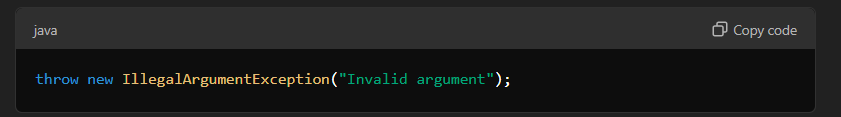 java
Copy code
throw new IllegalArgumentException("Invalid argument");